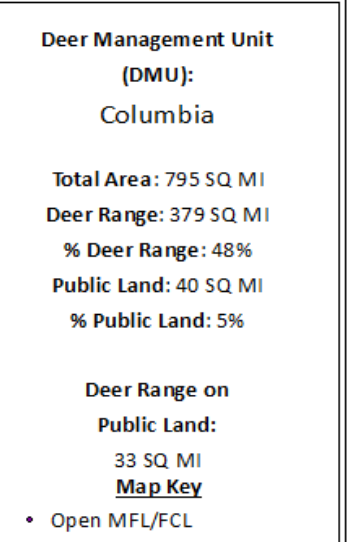 Deer Management Unit
(DMU):
Columbia
Total Area: 795 SQ MI
Deer Range: 379 SQ MI
% Deer Range: 48%
Public Land: 40 SQ MI
% Public Land: 5%
Deer Range on
Public Land:
33 SQ MI
Map Key
• Open MFL/FCL